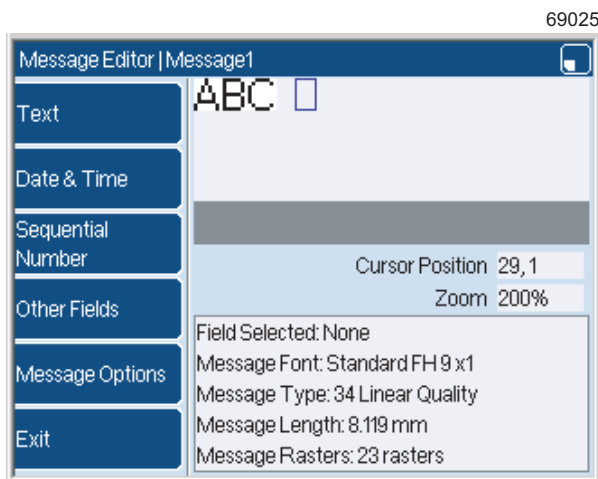 69025
Message Editor | Message1
Text
Date & Time
Sequential
Number
Other Fields
Message Options
Exit
ABC
Cursor Position 29,1
Zoom 200%
Field Selected: None
Message Font: Standard FH 9 x1
Message Type: 34 Linear Quality
Message Length: 8.119 mm
Message Rasters: 23 rasters